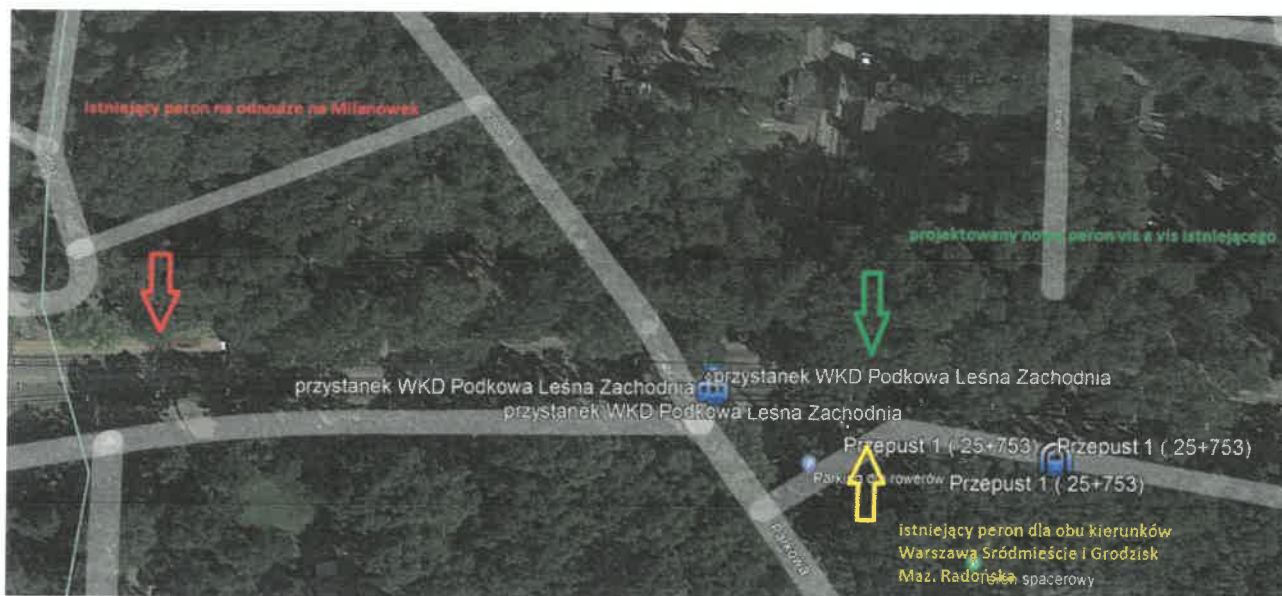 istniejący peron na odnodze na Milanówek
projektowany nowy peron vis a vis istniejącego
przystanek WKD Podkowa Leśna Zachodnia
przystanek WKD Podkowa Leśna Zachodnia
przystanek WKD Podkowa Leśna Zachodnia
Przepust 1 ( 25+753)
Przepust 1 ( 25+753)
Parking dla rowerów
Przepust 1 ( 25+753)
istniejący peron dla obu kierunków
Warszawa Sródmieście i Grodzisk
Maz. Radońska
Teren spacerowy
Parkowa